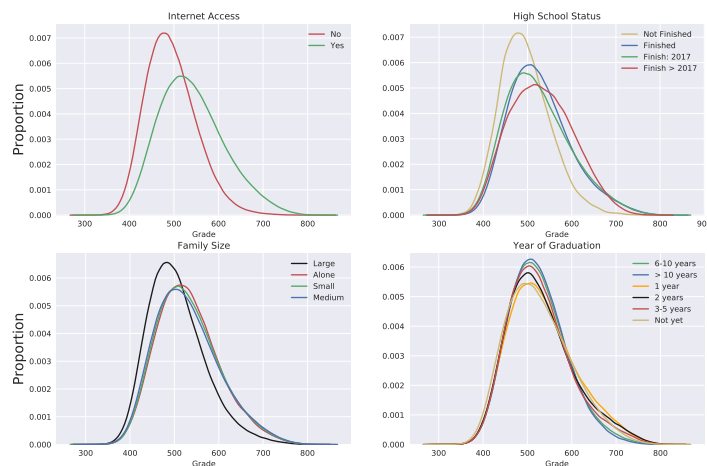 Internet Access
No
Yes
Proportion
0.007
0.006
0.005
0.004
0.003
0.002
0.001
0.000
300 400 500 600 700 800
Grade
High School Status
Not Finished
Finished
Finish: 2017
Finish > 2017
0.007
0.006
0.005
0.004
0.003
0.002
0.001
0.000
300 400 500 600 700 800 90
Grade
Family Size
Large
Alone
Small
Medium
Proportion
0.006
0.005
0.004
0.003
0.002
0.001
0.000
300 400 500 600 700 800
Grade
Year of Graduation
6-10 years
> 10 years
1 year
2 years
3-5 years
Not yet
0.006
0.005
0.004
0.003
0.002
0.001
0.000
300 400 500 600 700 800
Grade